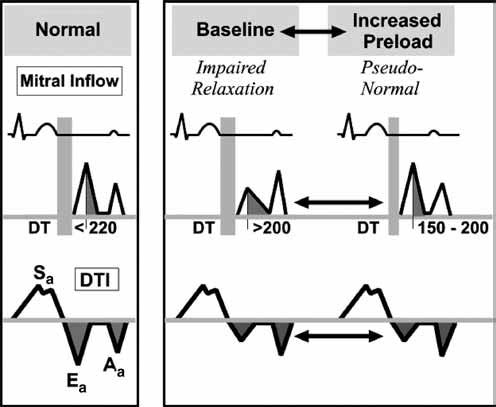 Normal
Baseline
Increased
Preload
Mitral Inflow
Impaired
Relaxation
Pseudo-
Normal
DT < 220
DT >200
DT 150 - 200
Sa
DTI
Ea
Aa